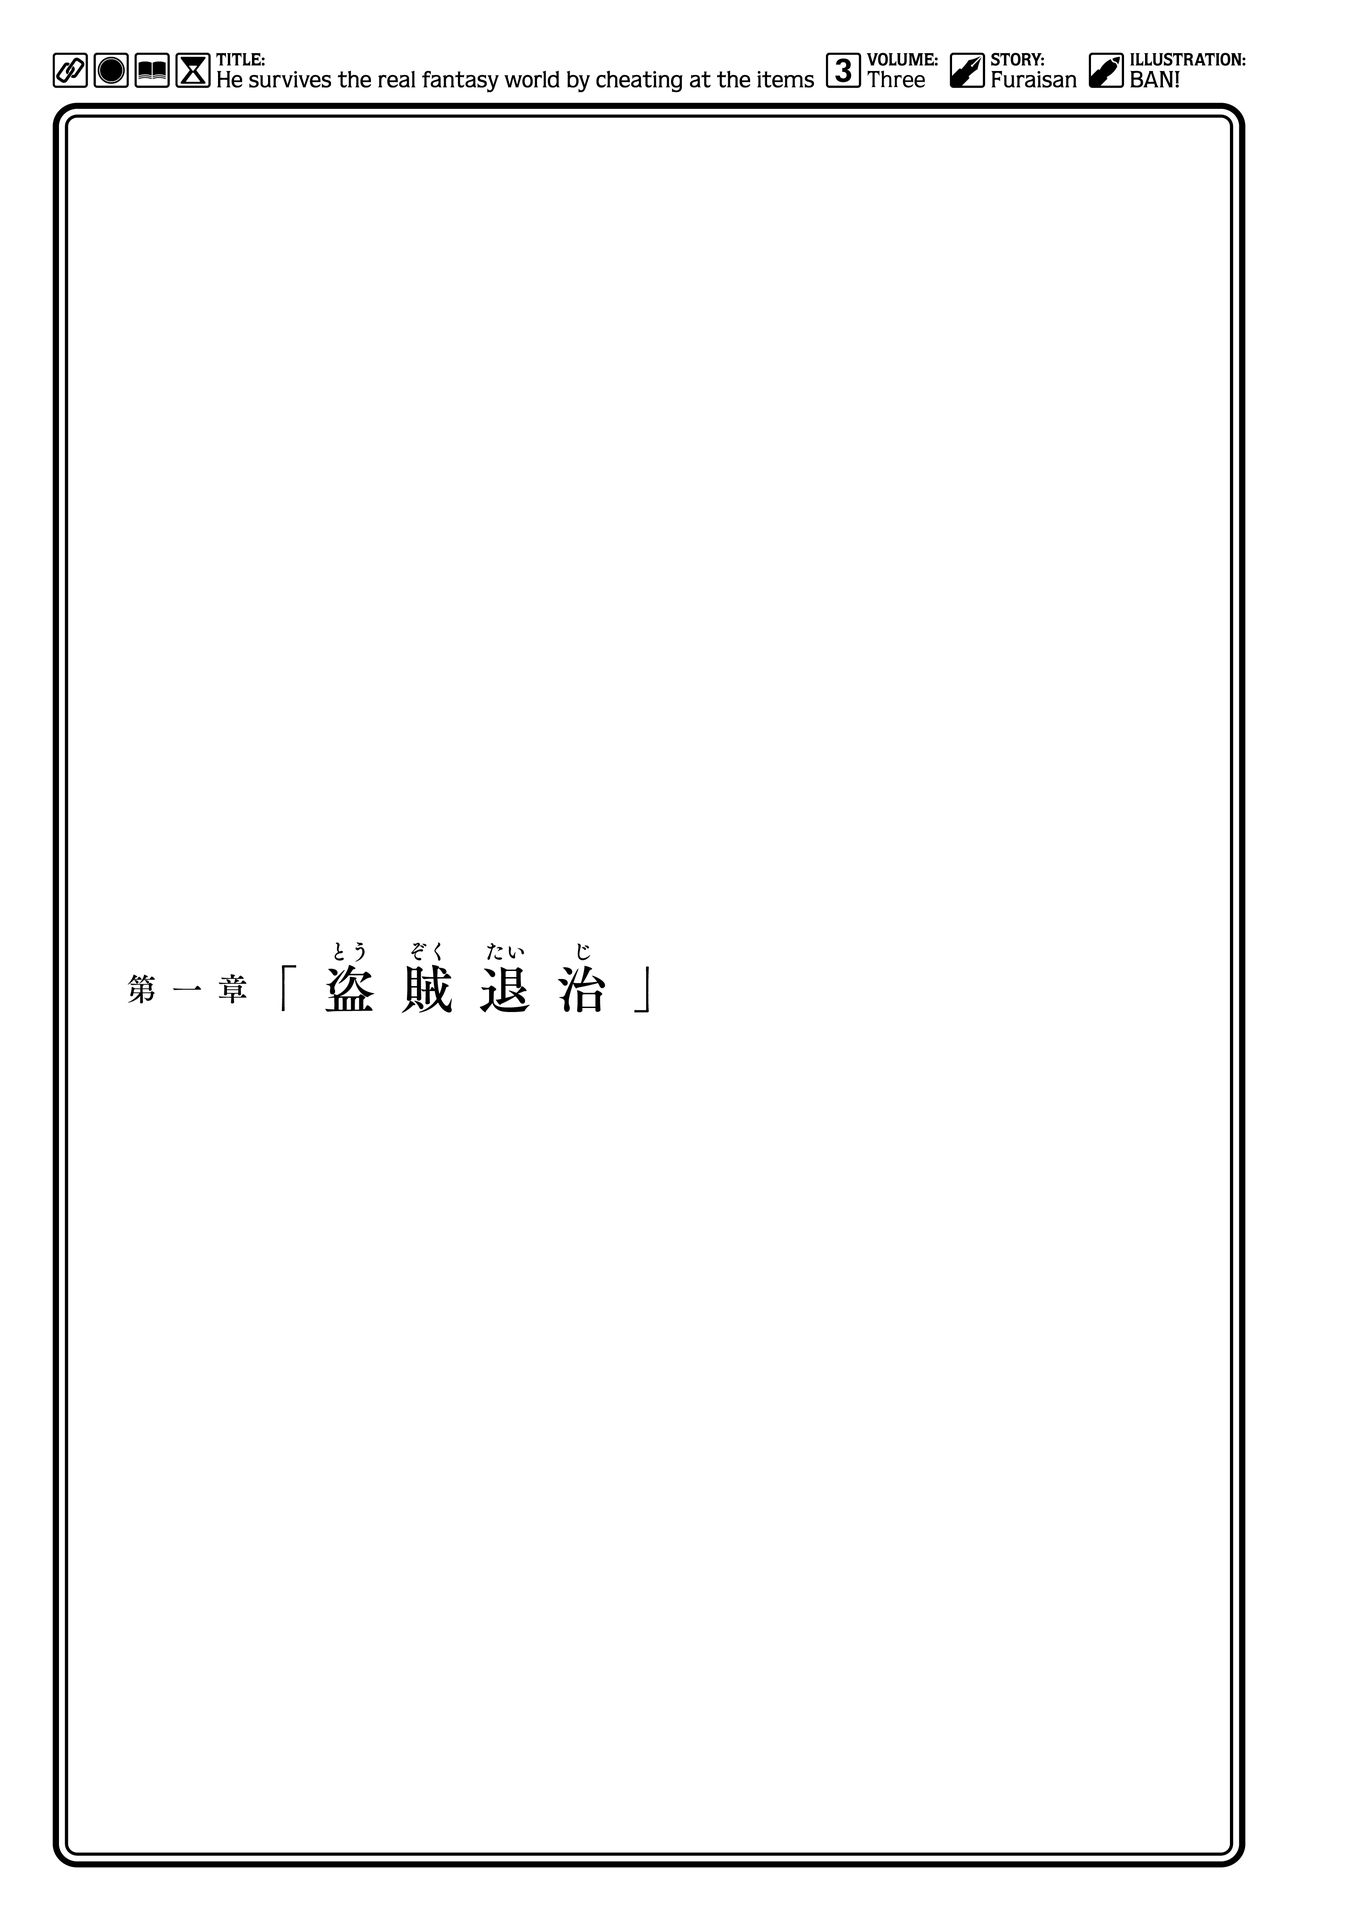 TITLE:
He survives the real fantasy world by cheating at the items
3
VOLUME:
Three
STORY:
Furaisan
ILLUSTRATION:
BAN!
とうぞくたいじ
第一章「盗賊退治」